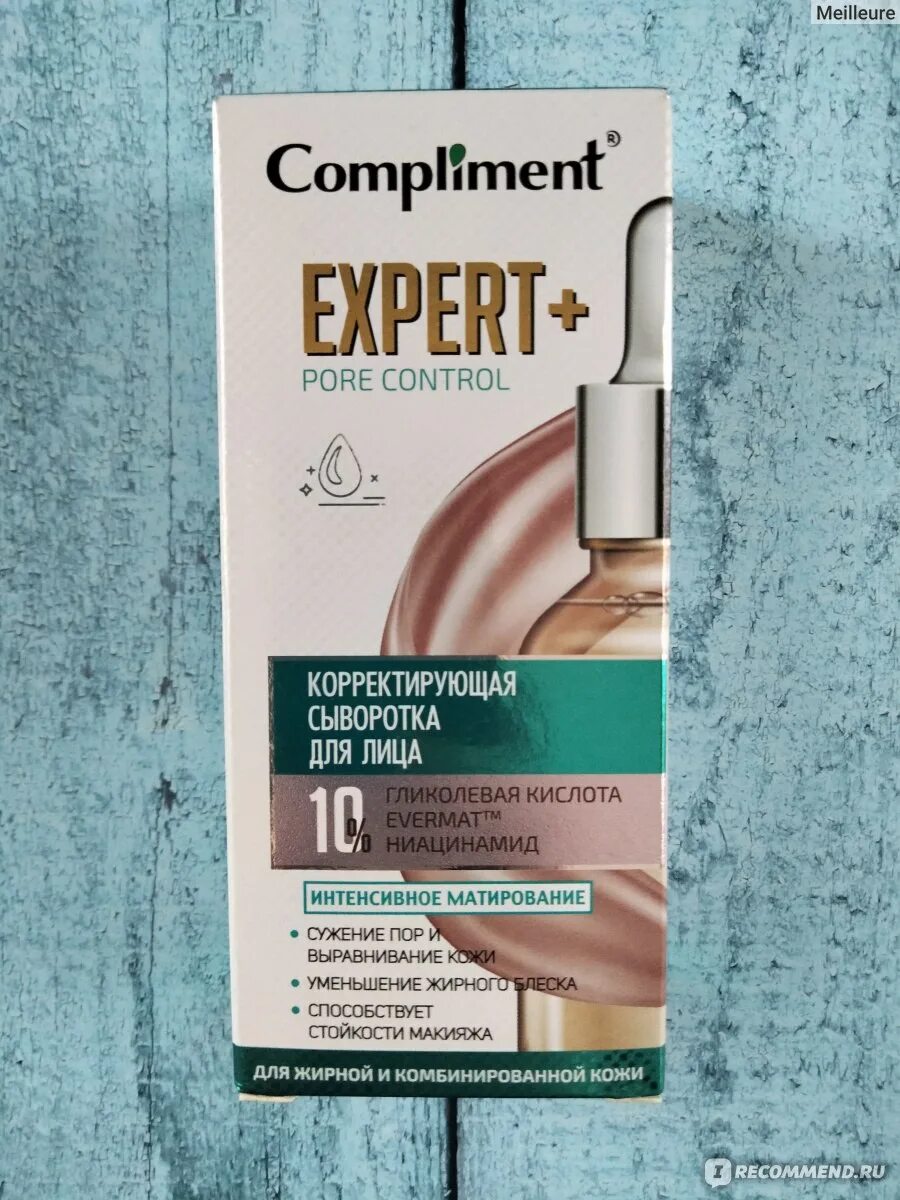 Meilleure
Compliment®
EXPERT+
PORE CONTROL
КОРРЕКТИРУЮЩАЯ
СЫВОРОТКА
ДЛЯ ЛИЦА
10%
ГЛИКОЛЕВАЯ КИСЛОТА
EVERMAT™
НИАЦИНАМИД
ИНТЕНСИВНОЕ МАТИРОВАНИЕ
• СУЖЕНИЕ ПОР И
ВЫРАВНИВАНИЕ КОЖИ
• УМЕНЬШЕНИЕ ЖИРНОГО БЛЕСКА
• СПОСОБСТВУЕТ
СТОЙКОСТИ МАКИЯЖА
ДЛЯ ЖИРНОЙ И КОМБИНИРОВАННОЙ КОЖИ
IRECOMMEND.RU